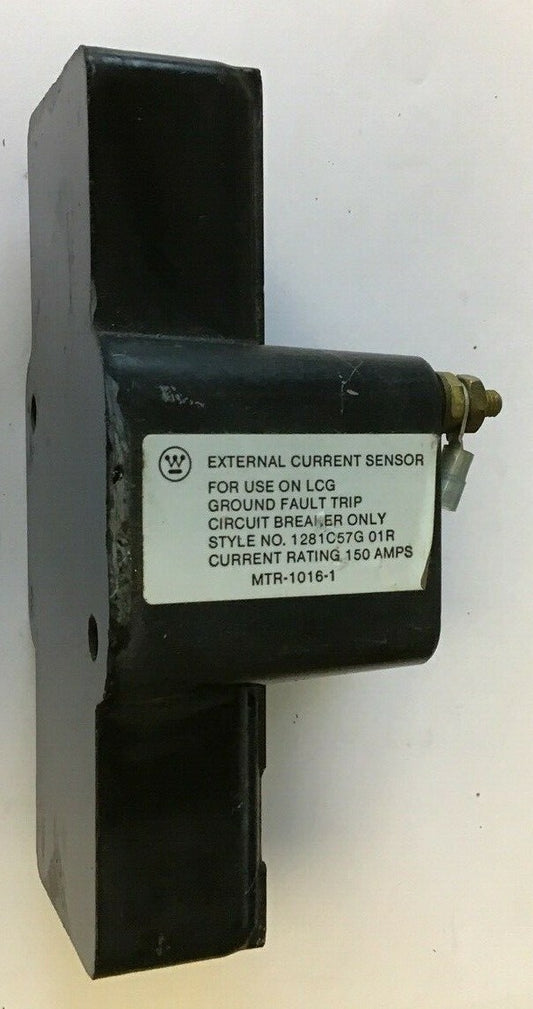 EXTERNAL CURRENT SENSOR
FOR USE ON LCG
GROUND FAULT TRIP
CIRCUIT BREAKER ONLY
STYLE NO. 1281C57G 01R
CURRENT RATING 150 AMPS
MTR-1016-1